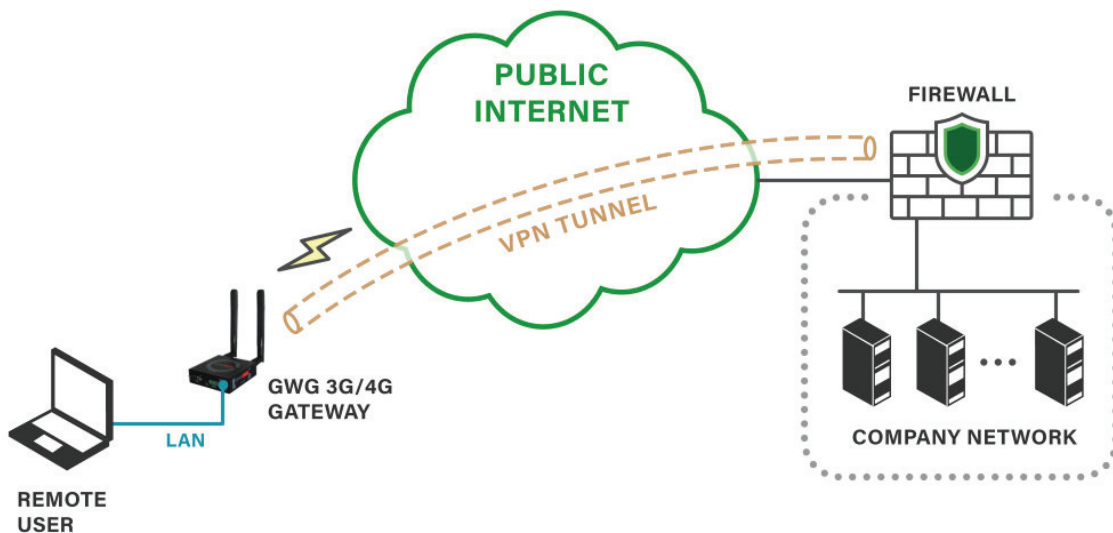 PUBLIC
INTERNET
FIREWALL
VPN TUNNEL
GWG 3G/4G
GATEWAY
LAN
COMPANY NETWORK
REMOTE
USER